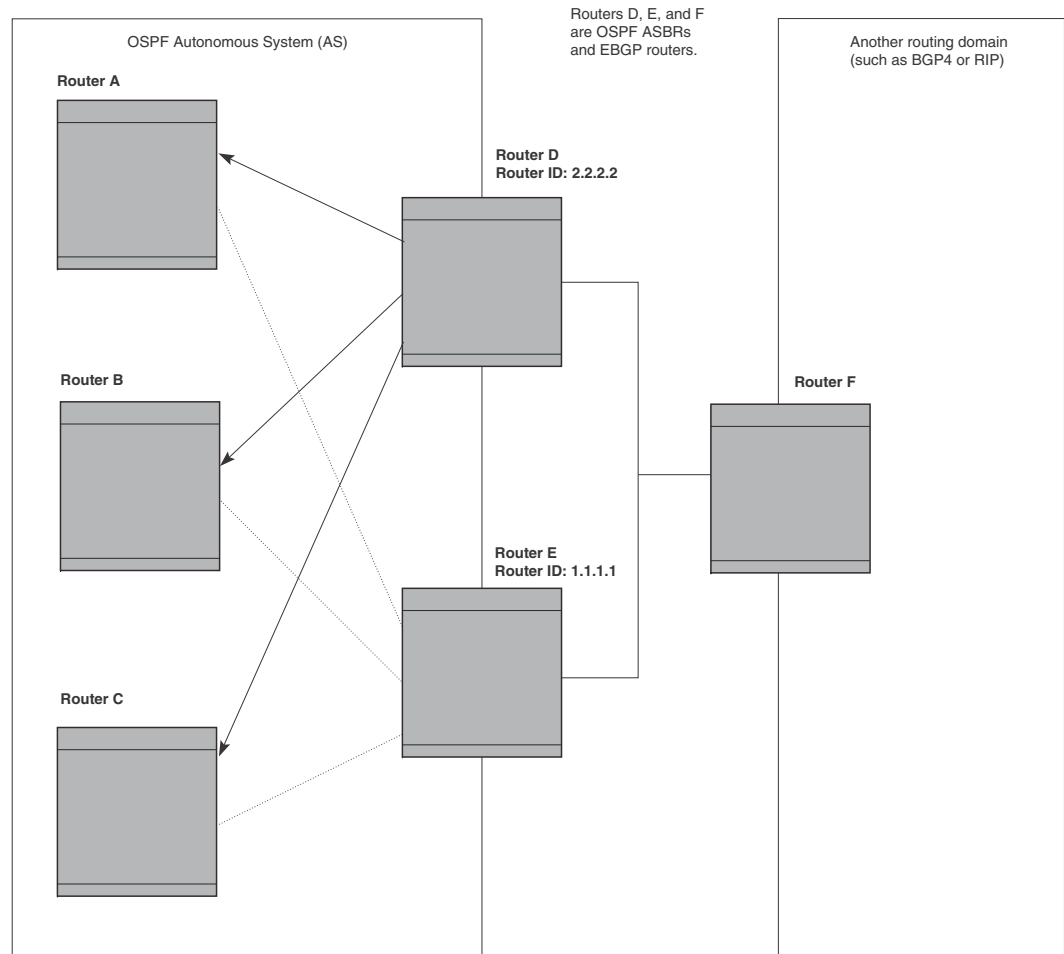 Routers D, E, and F
are OSPF ASBRs
and EBGP routers.
OSPF Autonomous System (AS)
Another routing domain
(such as BGP4 or RIP)
Router A
Router D
Router ID: 2.2.2.2
Router B
Router F
Router E
Router ID: 1.1.1.1
Router C